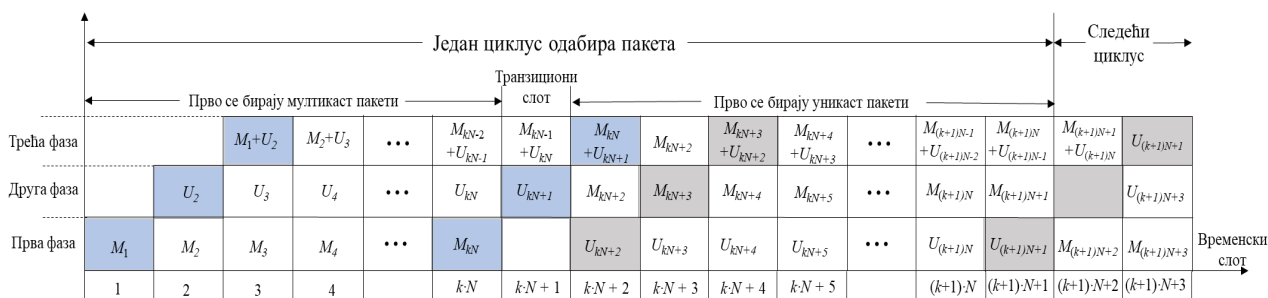 Један циклус одабира пакета
Следећи
циклус
Прво се бирају мултикаст пакети
Транзициони
слот
Прво се бирају уникаст пакети
Трећа фаза
M1+U2
M2+U3
•••
MkN-2
+UkN-1
MkN-1
+UkN
MkN
+UkN+1
MkN+2
MkN+3
+UkN+2
MkN+4
+UkN+3
•••
M(k+1)N-1
+U(k+1)N-2
M(k+1)N
+U(k+1)N-1
M(k+1)N+1
+U(k+1)N
U(k+1)N+1
Друга фаза
U2
U3
U4
•••
UkN
UkN+1
MkN+2
MkN+3
MkN+4
MkN+5
•••
M(k+1)N
M(k+1)N+1
U(k+1)N+3
Прва фаза
M1
M2
M3
M4
•••
MkN
UkN+2
UkN+3
UkN+4
UkN+5
•••
U(k+1)N
U(k+1)N+1
M(k+1)N+2
M(k+1)N+3
Временски
слот
1
2
3
4
k·N
k·N + 1
k·N + 2
k·N + 3
k·N + 4
k·N + 5
(k+1)·N
(k+1)·N+1
(k+1)·N+2
(k+1)·N+3